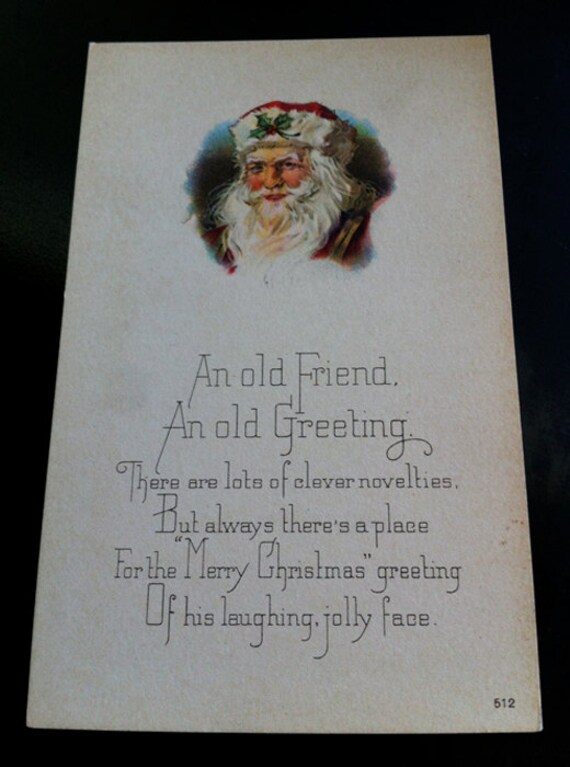 An old Friend.
An old Greeting.
There are lots of clever novelties.
But always there's a place
For the "Merry Christmas" greeting
Of his laughing, jolly face.
512